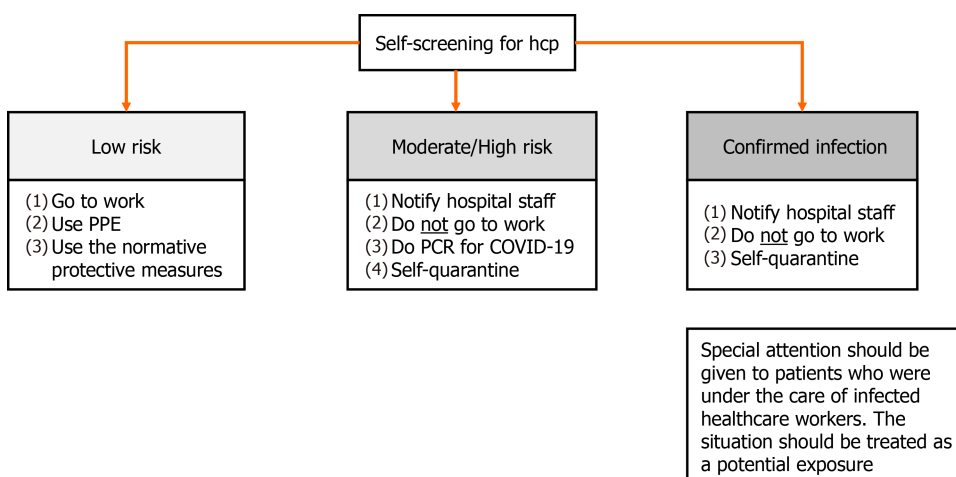 Self-screening for hcp
Low risk
(1) Go to work
(2) Use PPE
(3) Use the normative
protective measures
Moderate/High risk
(1) Notify hospital staff
(2) Do not go to work
(3) Do PCR for COVID-19
(4) Self-quarantine
Confirmed infection
(1) Notify hospital staff
(2) Do not go to work
(3) Self-quarantine
Special attention should be
given to patients who were
under the care of infected
healthcare workers. The
situation should be treated as
a potential exposure